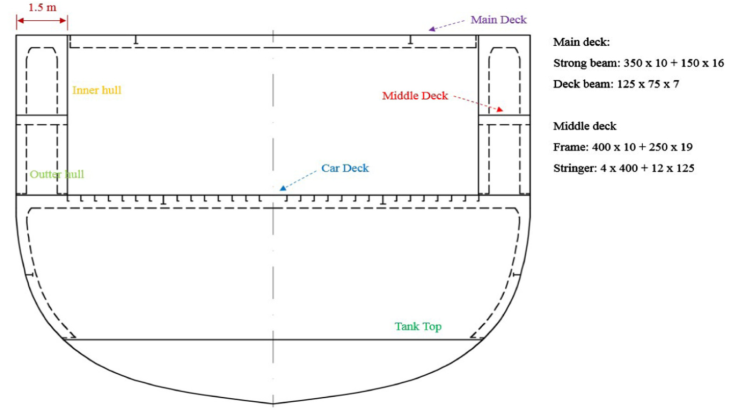 1.5 m
Main Deck
Inner hull
Middle Deck
Outter hull
Car Deck
Tank Top
Main deck:
Strong beam: 350 x 10 + 150 x 16
Deck beam: 125 x 75 x 7
Middle deck
Frame: 400 x 10 + 250 x 19
Stringer: 4 x 400 + 12 x 125